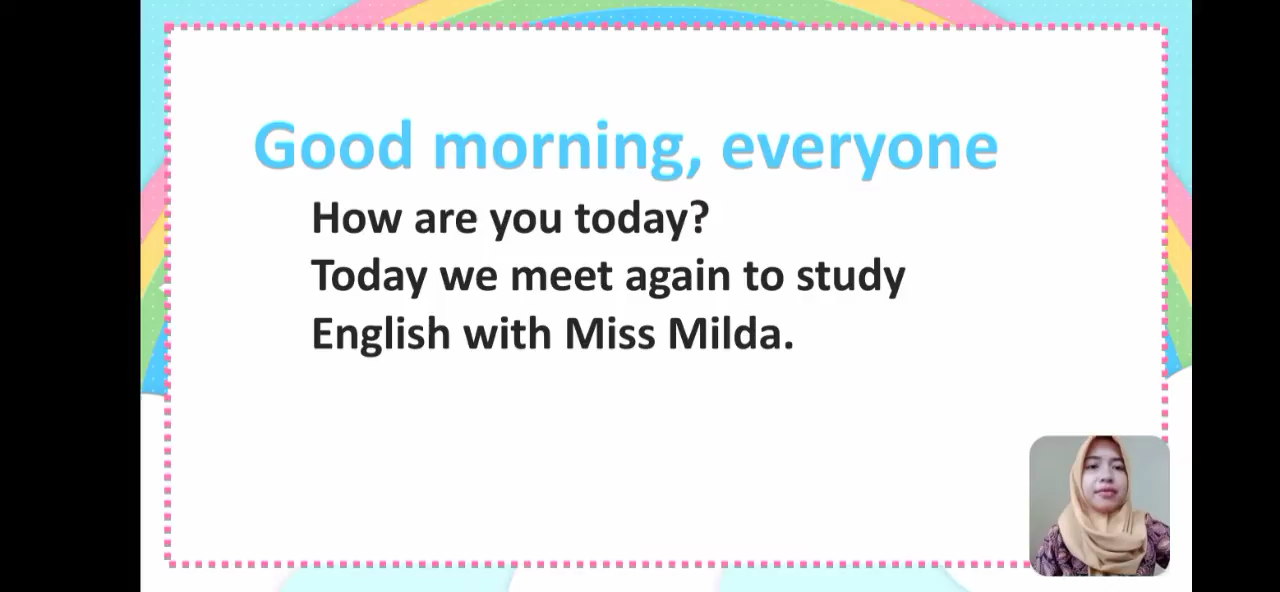 Good morning, everyone
How are you today?
Today we meet again to study
English with Miss Milda.